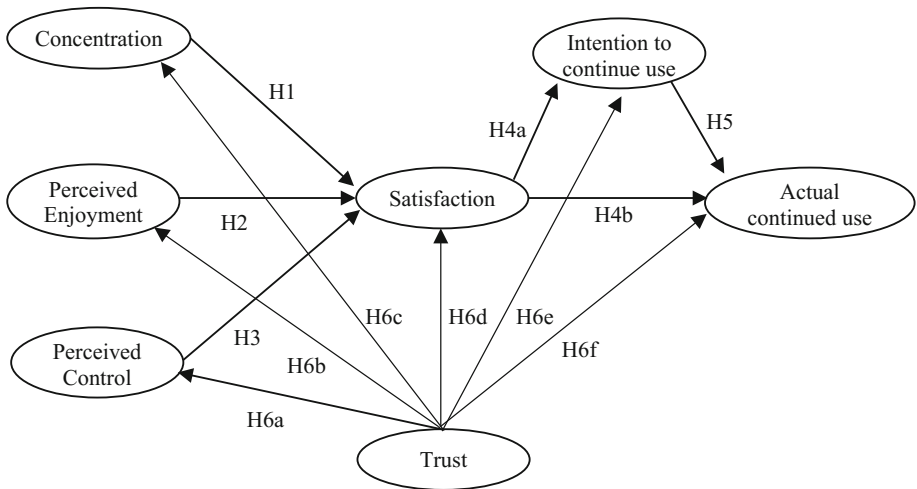 Concentration
Intention to
continue use
H1
H4a
H5
Perceived
Enjoyment
Satisfaction
Actual
continued use
H2
H4b
H3
H6c
H6d
H6e
H6f
Perceived
Control
H6b
H6a
Trust